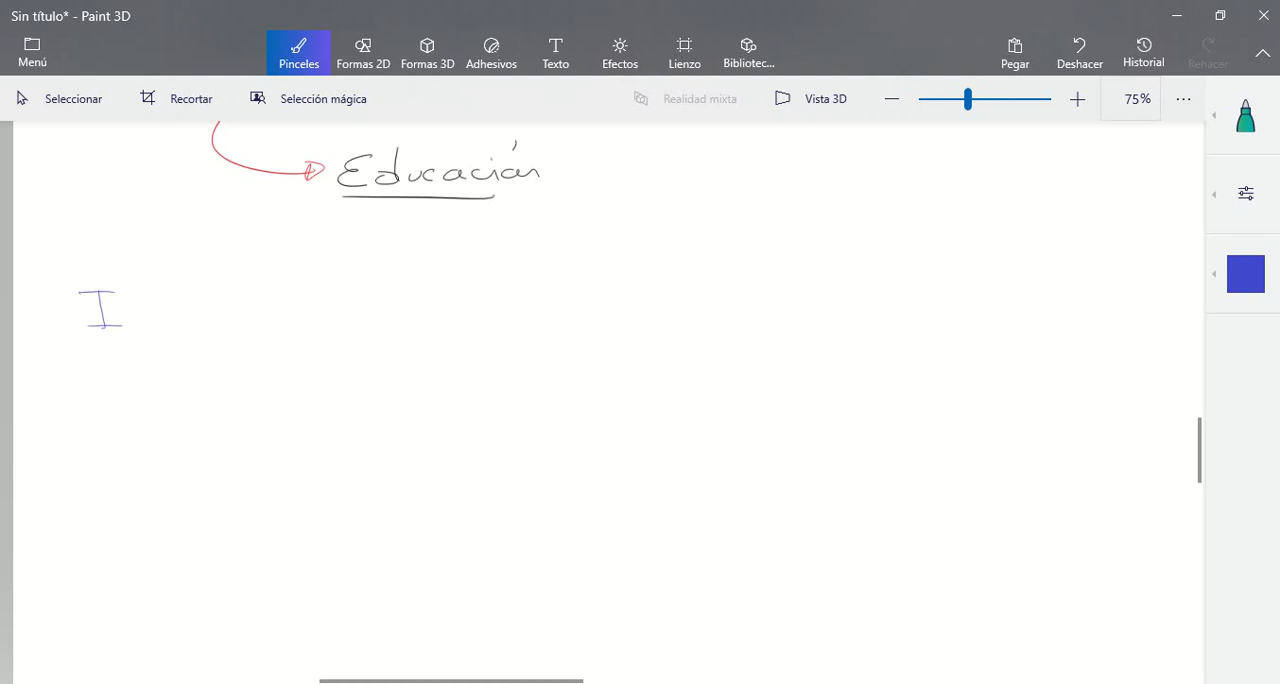 Sin título* - Paint 3D
Menú Pinceles Formas 2D Formas 3D Adhesivos Texto Efectos Lienzo Bibliotec... Pegar Deshacer Historial Rehacer
Seleccionar Recortar Selección mágica Realidad mixta Vista 3D 75%
Educación
I